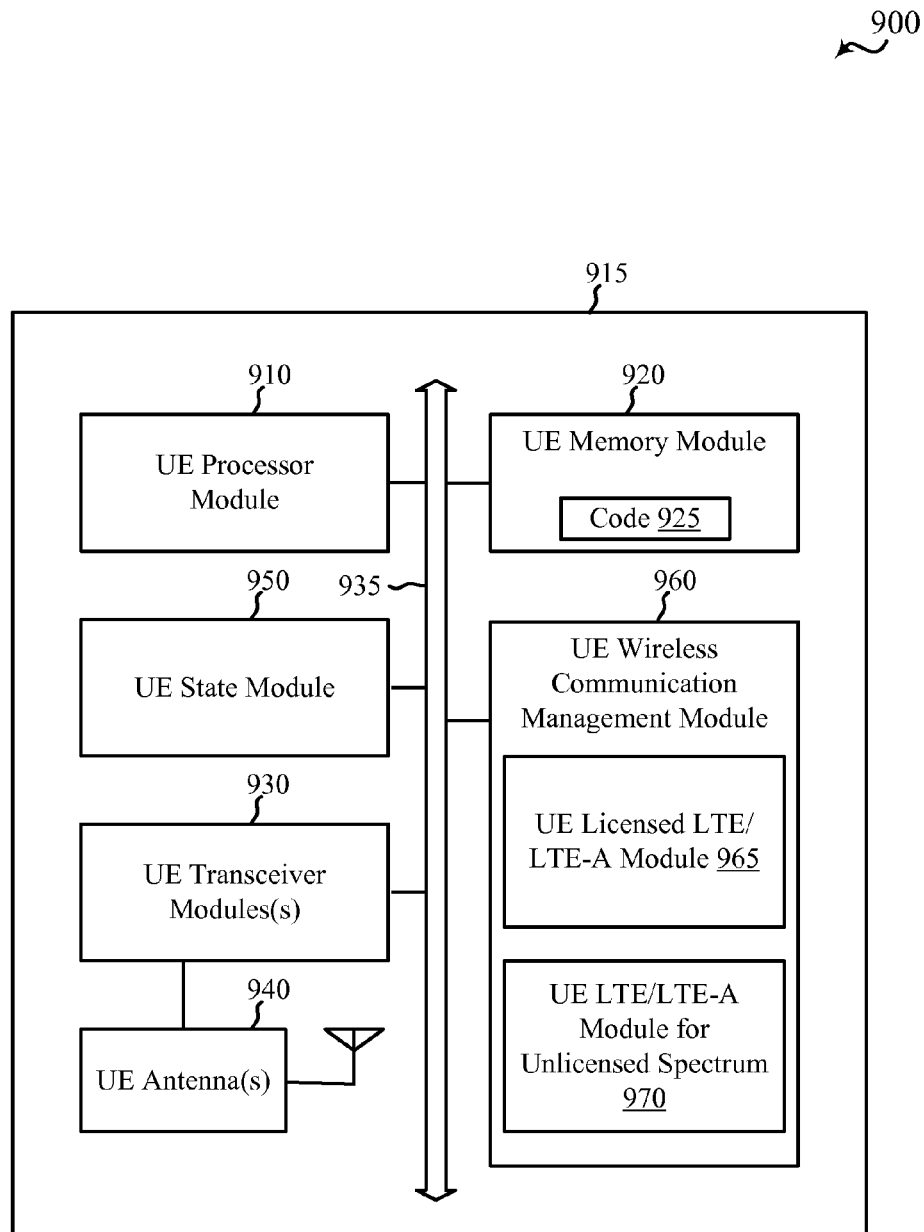 900
915
910
UE Processor
Module
920
UE Memory Module
Code 925
935
950
UE State Module
960
UE Wireless
Communication
Management Module
UE Licensed LTE/
LTE-A Module 965
930
UE Transceiver
Modules(s)
940
UE Antenna(s)
UE LTE/LTE-A
Module for
Unlicensed Spectrum
970